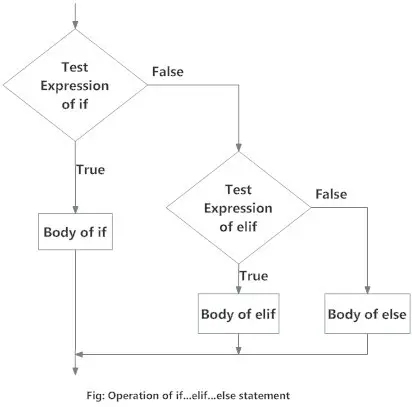 Test
Expression
of if
False
True
Test
Expression
of elif
False
Body of if
True
Body of elif
Body of else
Fig: Operation of if...elif...else statement